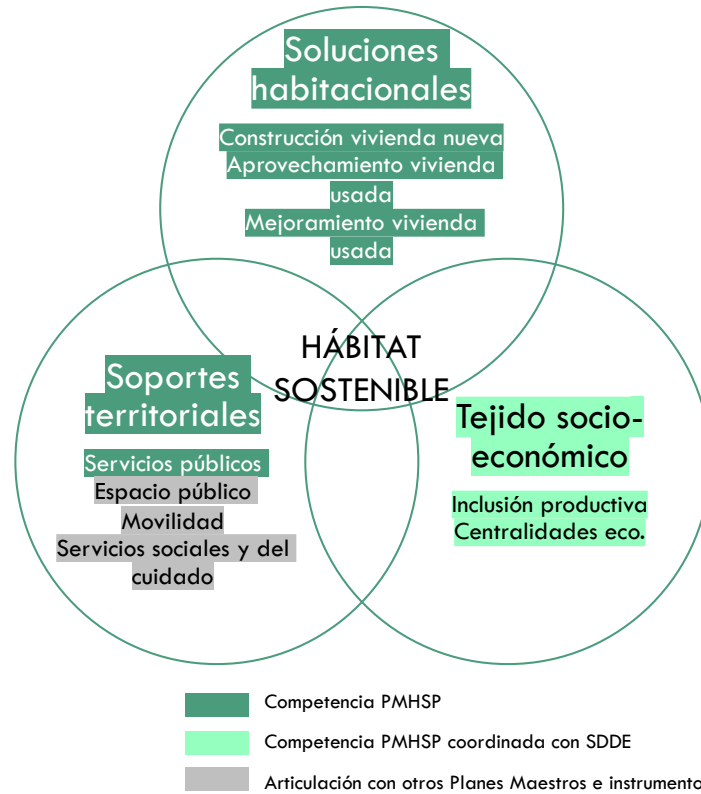 Soluciones
habitacionales
Construcción vivienda nueva
Aprovechamiento vivienda
usada
Mejoramiento vivienda
usada
HÁBITAT
SOSTENIBLE
Soportes
territoriales
Servicios públicos
Espacio público
Movilidad
Servicios sociales y del
cuidado
Tejido socio-
económico
Inclusión productiva
Centralidades eco.
Competencia PMHSP
Competencia PMHSP coordinada con SDDE
Articulación con otros Planes Maestros e instrumento